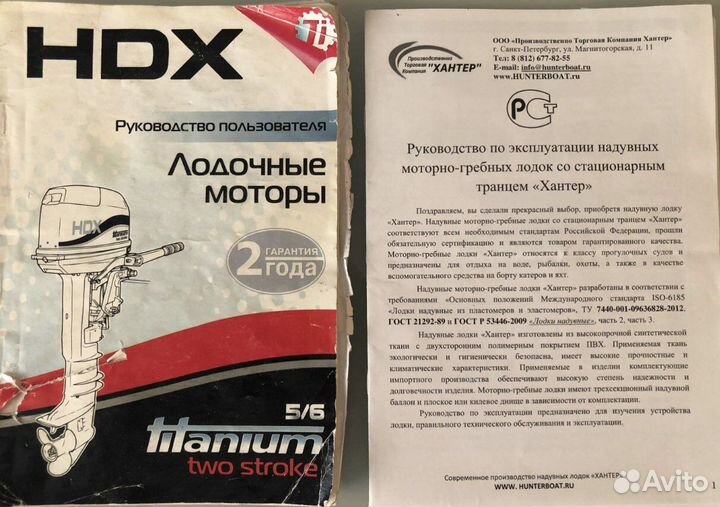 HDX
Руководство пользователя
Лодочные
моторы
HDX
titanium
2 ГАРАНТИЯ
года
5/6
titanium
two stroke
Производственно
Торговая
Компания "ХАНТЕР"
ООО «Производственно Торговая Компания Хантер»
г. Санкт-Петербург, ул. Магнитогорская, д. 11
Тел: 8 (812) 677-82-55
E-mail: info@hunterboat.ru
www.HUNTERBOAT.ru
РСТ
Руководство по эксплуатации надувных
моторно-гребных лодок со стационарным
транцем «Хантер»
Поздравляем, вы сделали прекрасный выбор, приобретя надувную лодку
«Хантер». Надувные моторно-гребные лодки со стационарным транцем «Хантер»
соответствуют всем необходимым стандартам Российской Федерации, прошли
обязательную сертификацию и являются товаром гарантированного качества.
Моторно-гребные лодки «Хантер» относятся к классу прогулочных судов и
предназначены для отдыха на воде, рыбалки, охоты, а также в качестве
вспомогательного средства на борту катеров и яхт.
Надувные моторно-гребные лодки «Хантер» разработаны в соответствии с
требованиями «Основных положений Международного стандарта ISO-6185
«Лодки надувные из пластомеров и эластомеров», ТУ 7440-001-09636828-2012,
ГОСТ 21292-89 и ГОСТ Р 53446-2009 «Лодки надувные», часть 2, часть 3.
Надувные лодки «Хантер» изготовлены из высокопрочной синтетической
ткани с двухсторонним полимерным покрытием ПВХ. Применяемая ткань
экологически и гигиенически безопасна, имеет высокие прочностные и
климатические характеристики. Применяемые в изделии комплектующие
импортного производства обеспечивают высокую степень надежности и
долговечности изделия. Моторно-гребные лодки имеют трехсекционный надувной
баллон и плоское или килевое днище в зависимости от комплектации.
Руководство по эксплуатации предназначено для изучения устройства
лодки, правильного технического обслуживания и эксплуатации.
Современное производство надувных лодок «ХАНТЕР»
WWW. HUNTERBOAT.RU
1
Avito